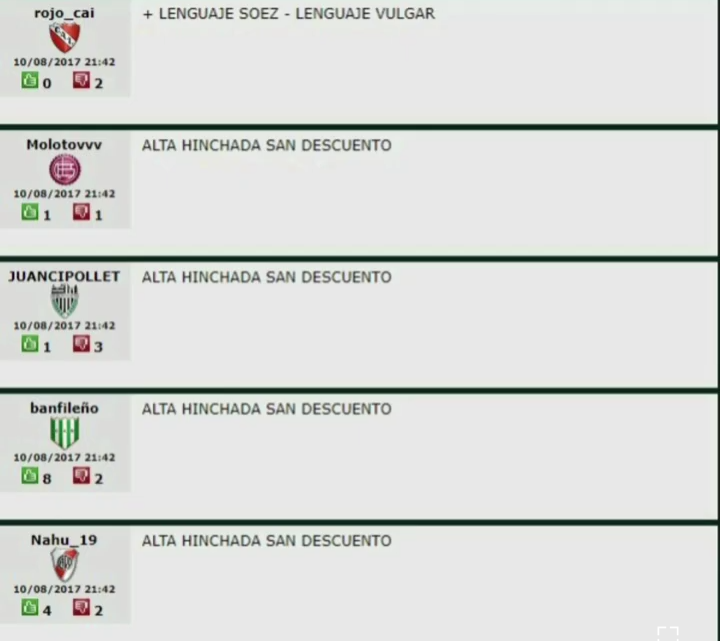 rojo_cai
+ LENGUAJE SOEZ - LENGUAJE VULGAR
10/08/2017 21:42
0 2
Molotovvv
ALTA HINCHADA SAN DESCUENTO
10/08/2017 21:42
1 1
JUANCIPOLLET
ALTA HINCHADA SAN DESCUENTO
10/08/2017 21:42
1 3
banfileño
ALTA HINCHADA SAN DESCUENTO
10/08/2017 21:42
8 2
Nahu_19
ALTA HINCHADA SAN DESCUENTO
10/08/2017 21:42
4 2